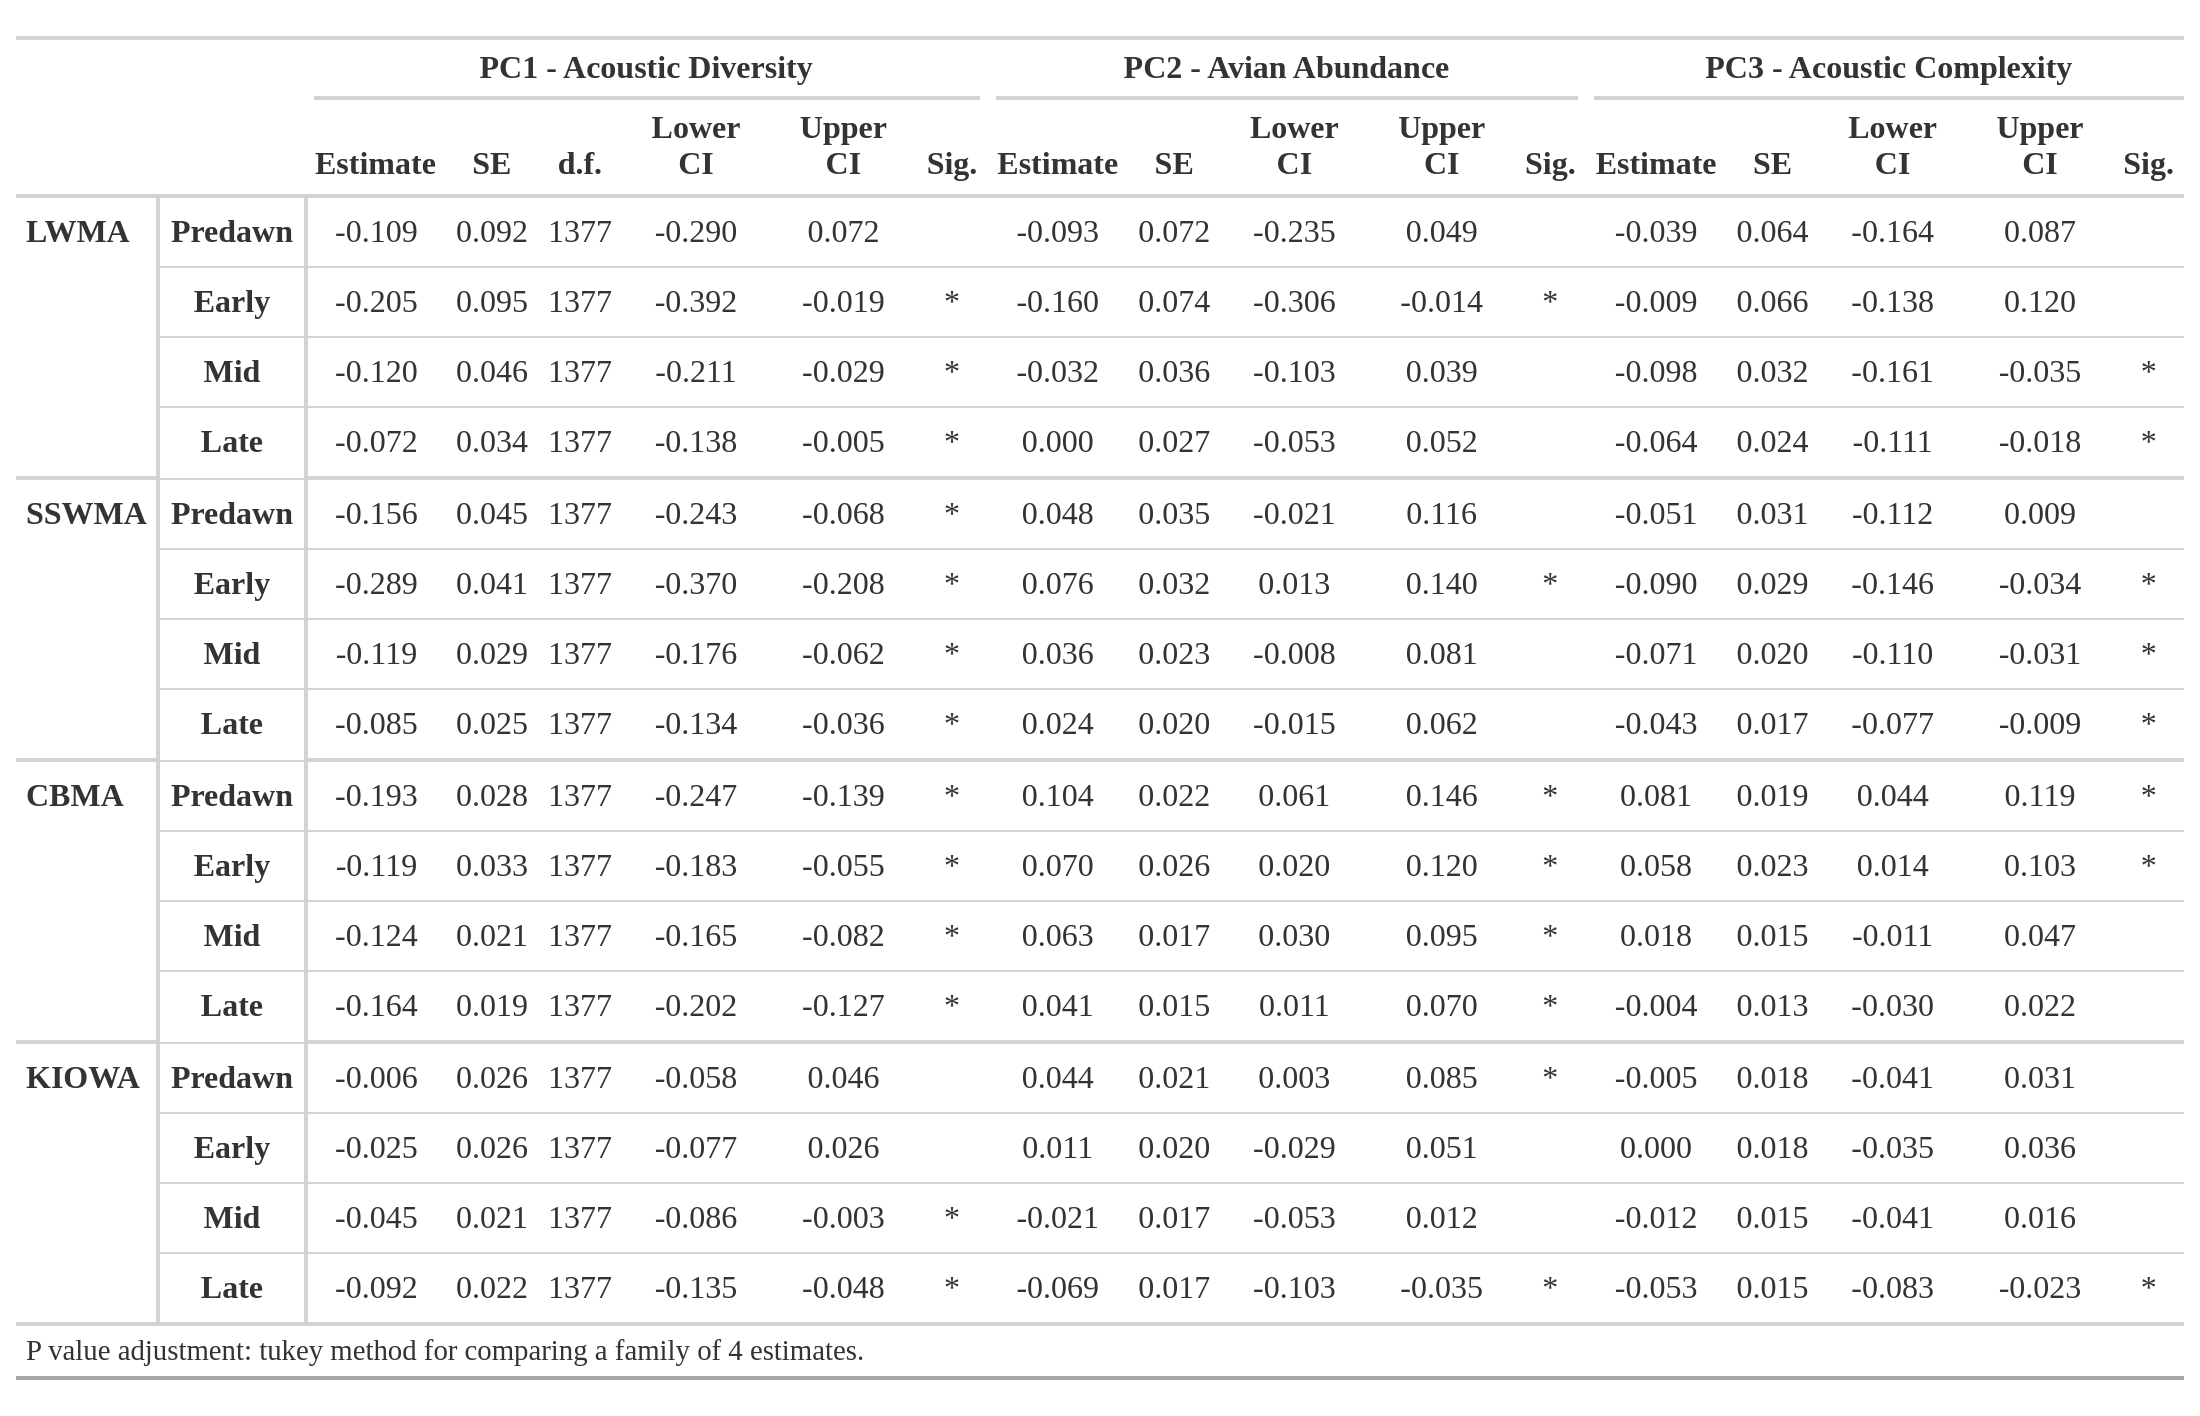 PC1 - Acoustic Diversity PC2 - Avian Abundance PC3 - Acoustic Complexity
Lower Upper Lower Upper Lower Upper
Estimate SE d.f. CI CI Sig. Estimate SE CI CI Sig. Estimate SE CI CI Sig.
LWMA Predawn -0.109 0.092 1377 -0.290 0.072 -0.093 0.072 -0.235 0.049 -0.039 0.064 -0.164 0.087
Early -0.205 0.095 1377 -0.392 -0.019 * -0.160 0.074 -0.306 -0.014 * -0.009 0.066 -0.138 0.120
Mid -0.120 0.046 1377 -0.211 -0.029 * -0.032 0.036 -0.103 0.039 -0.098 0.032 -0.161 -0.035 *
Late -0.072 0.034 1377 -0.138 -0.005 * 0.000 0.027 -0.053 0.052 -0.064 0.024 -0.111 -0.018 *
SSWMA Predawn -0.156 0.045 1377 -0.243 -0.068 * 0.048 0.035 -0.021 0.116 -0.051 0.031 -0.112 0.009
Early -0.289 0.041 1377 -0.370 -0.208 * 0.076 0.032 0.013 0.140 * -0.090 0.029 -0.146 -0.034 *
Mid -0.119 0.029 1377 -0.176 -0.062 * 0.036 0.023 -0.008 0.081 -0.071 0.020 -0.110 -0.031 *
Late -0.085 0.025 1377 -0.134 -0.036 * 0.024 0.020 -0.015 0.062 -0.043 0.017 -0.077 -0.009 *
CBMA Predawn -0.193 0.028 1377 -0.247 -0.139 * 0.104 0.022 0.061 0.146 * 0.081 0.019 0.044 0.119 *
Early -0.119 0.033 1377 -0.183 -0.055 * 0.070 0.026 0.020 0.120 * 0.058 0.023 0.014 0.103 *
Mid -0.124 0.021 1377 -0.165 -0.082 * 0.063 0.017 0.030 0.095 * 0.018 0.015 -0.011 0.047
Late -0.164 0.019 1377 -0.202 -0.127 * 0.041 0.015 0.011 0.070 * -0.004 0.013 -0.030 0.022
KIOWA Predawn -0.006 0.026 1377 -0.058 0.046 0.044 0.021 0.003 0.085 * -0.005 0.018 -0.041 0.031
Early -0.025 0.026 1377 -0.077 0.026 0.011 0.020 -0.029 0.051 0.000 0.018 -0.035 0.036
Mid -0.045 0.021 1377 -0.086 -0.003 * -0.021 0.017 -0.053 0.012 -0.012 0.015 -0.041 0.016
Late -0.092 0.022 1377 -0.135 -0.048 * -0.069 0.017 -0.103 -0.035 * -0.053 0.015 -0.083 -0.023 *
P value adjustment: tukey method for comparing a family of 4 estimates.